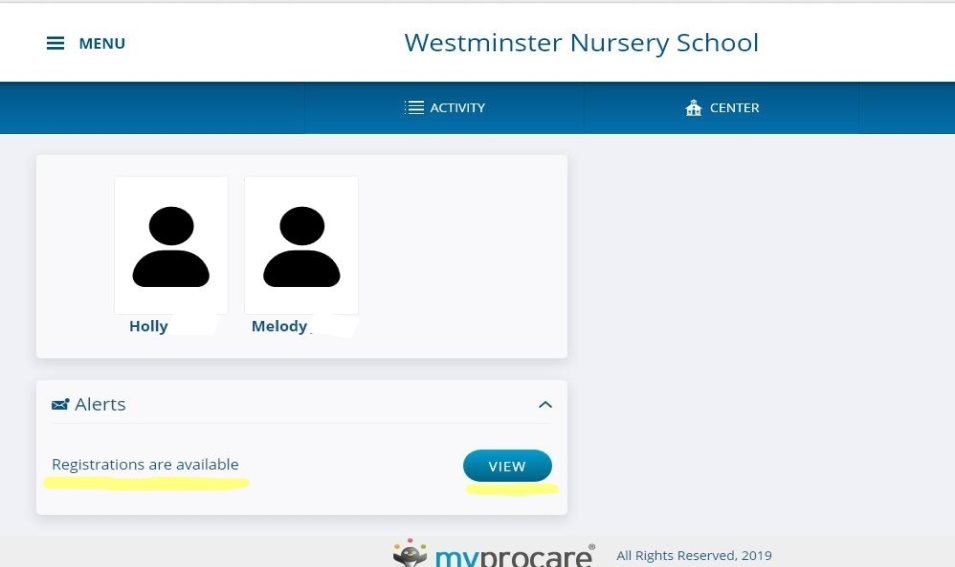 MENU
Westminster Nursery School
ACTIVITY
CENTER
Holly
Melody
Alerts
Registrations are available
VIEW
myprocare®
All Rights Reserved, 2019